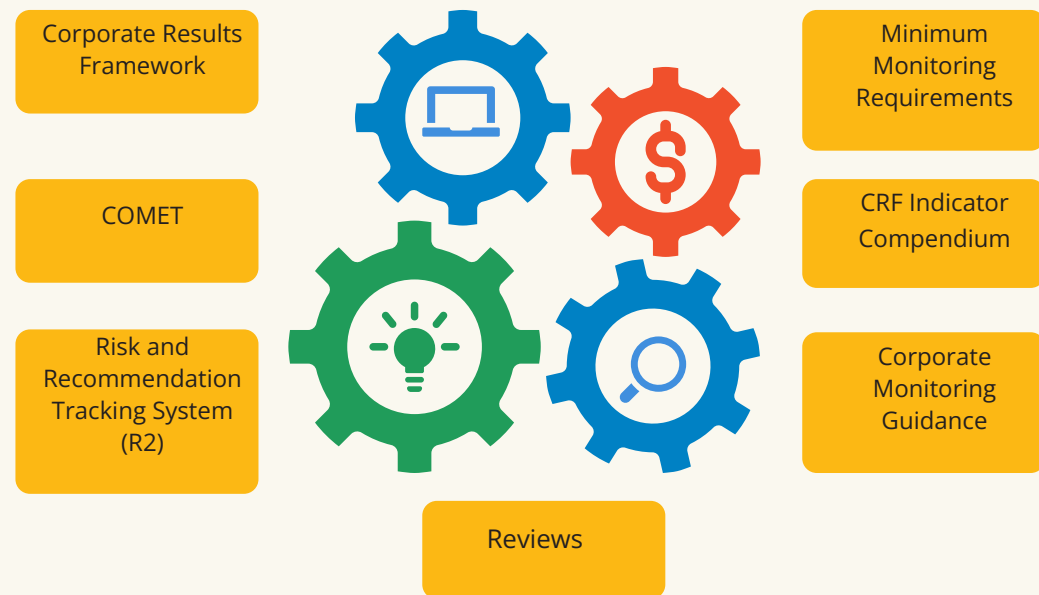 Corporate Results
Framework
COMET
Risk and
Recommendation
Tracking System
(R2)
Minimum
Monitoring
Requirements
CRF Indicator
Compendium
Corporate
Monitoring
Guidance
Reviews